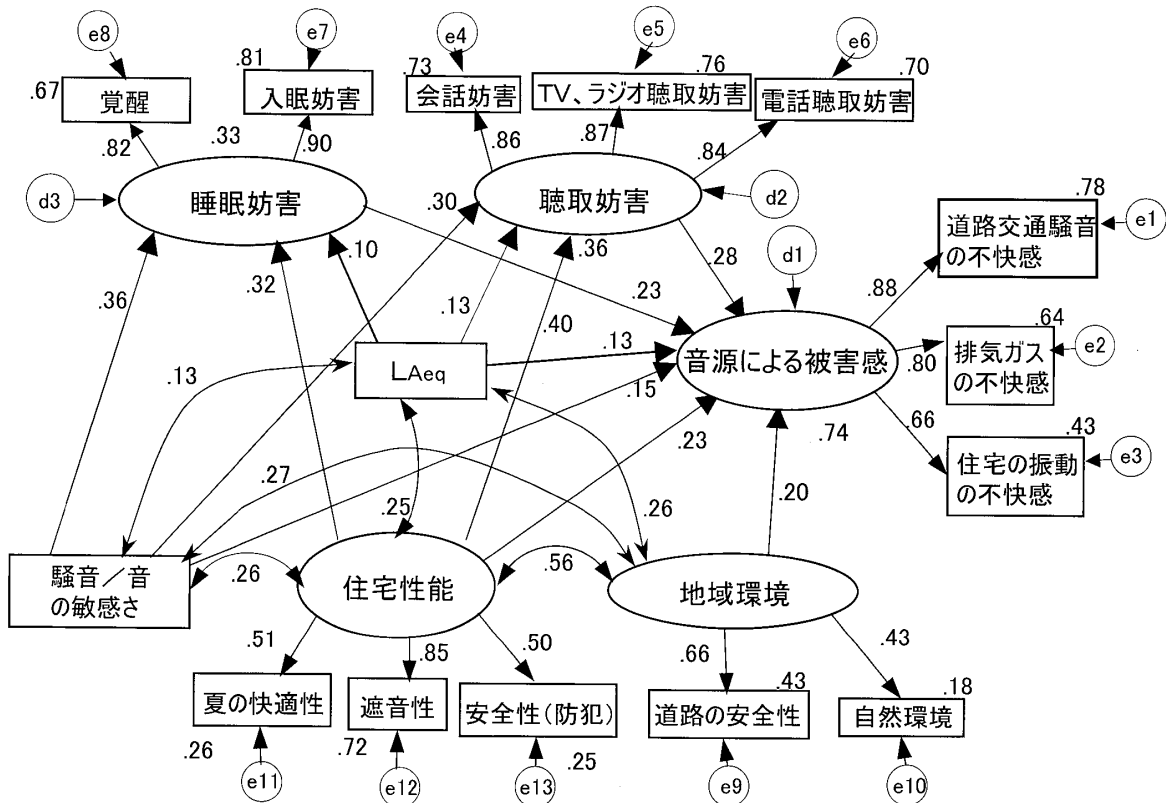 e8
e7
e4
e5
e6
.67
覚醒
.81
入眠妨害
.73
会話妨害
.76
TV、ラジオ聴取妨害
.70
電話聴取妨害
.82
.33
.90
.86
.87
.84
d3
睡眠妨害
.30
聴取妨害
d2
.78
道路交通騒音
の不快感
e1
.10
.36
.28
d1
.88
.36
.32
.13
.23
.40
.13
LAeq
音源による被害感
.80
.64
排気ガス
の不快感
e2
.13
.15
.23
.74
.66
.43
住宅の振動
の不快感
e3
.27
.25
.26
.20
騒音/音
の敏感さ
.26
住宅性能
.56
地域環境
.51
.85
.50
.66
.43
夏の快適性
遮音性
安全性(防犯)
.43
道路の安全性
.18
自然環境
.26
.72
.25
e11
e12
e13
e9
e10